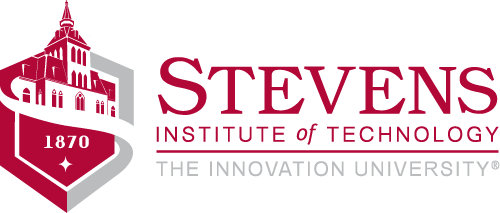 1870
STEVENS
INSTITUTE of TECHNOLOGY
THE INNOVATION UNIVERSITY®